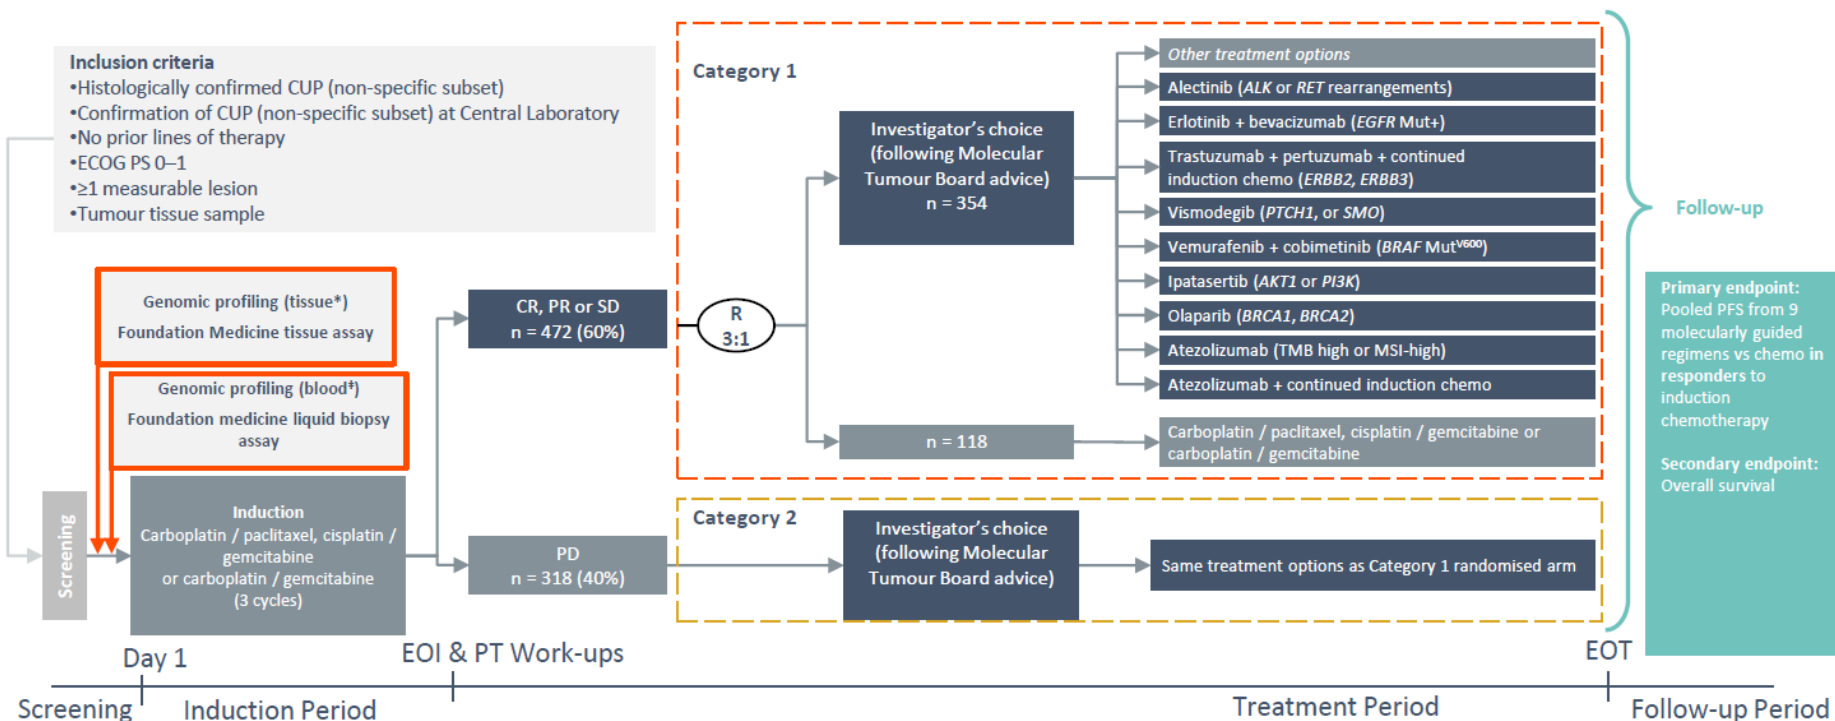 Inclusion criteria
•Histologically confirmed CUP (non-specific subset)
•Confirmation of CUP (non-specific subset) at Central Laboratory
•No prior lines of therapy
•ECOG PS 0–1
•≥1 measurable lesion
•Tumour tissue sample
Genomic profiling (tissue*)
Foundation Medicine tissue assay
Genomic profiling (blood‡)
Foundation medicine liquid biopsy
assay
Screening
Induction
Carboplatin / paclitaxel, cisplatin /
gemcitabine
or carboplatin / gemcitabine
(3 cycles)
CR, PR or SD
n = 472 (60%)
PD
n = 318 (40%)
R
3:1
Category 1
Investigator's choice
(following Molecular
Tumour Board advice)
n = 354
Other treatment options
Alectinib (ALK or RET rearrangements)
Erlotinib + bevacizumab (EGFR Mut+)
Trastuzumab + pertuzumab + continued
induction chemo (ERBB2, ERBB3)
Vismodegib (PTCH1, or SMO)
Vemurafenib + cobimetinib (BRAF MutV600)
Ipatasertib (AKT1 or PI3K)
Olaparib (BRCA1, BRCA2)
Atezolizumab (TMB high or MSI-high)
Atezolizumab + continued induction chemo
n = 118
Carboplatin / paclitaxel, cisplatin / gemcitabine or
carboplatin / gemcitabine
Category 2
Investigator's choice
(following Molecular
Tumour Board advice)
Same treatment options as Category 1 randomised arm
Follow-up
Primary endpoint:
Pooled PFS from 9
molecularly guided
regimens vs chemo in
responders to
induction
chemotherapy
Secondary endpoint:
Overall survival
Day 1
EOI & PT Work-ups
EOT
Screening
Induction Period
Treatment Period
Follow-up Period